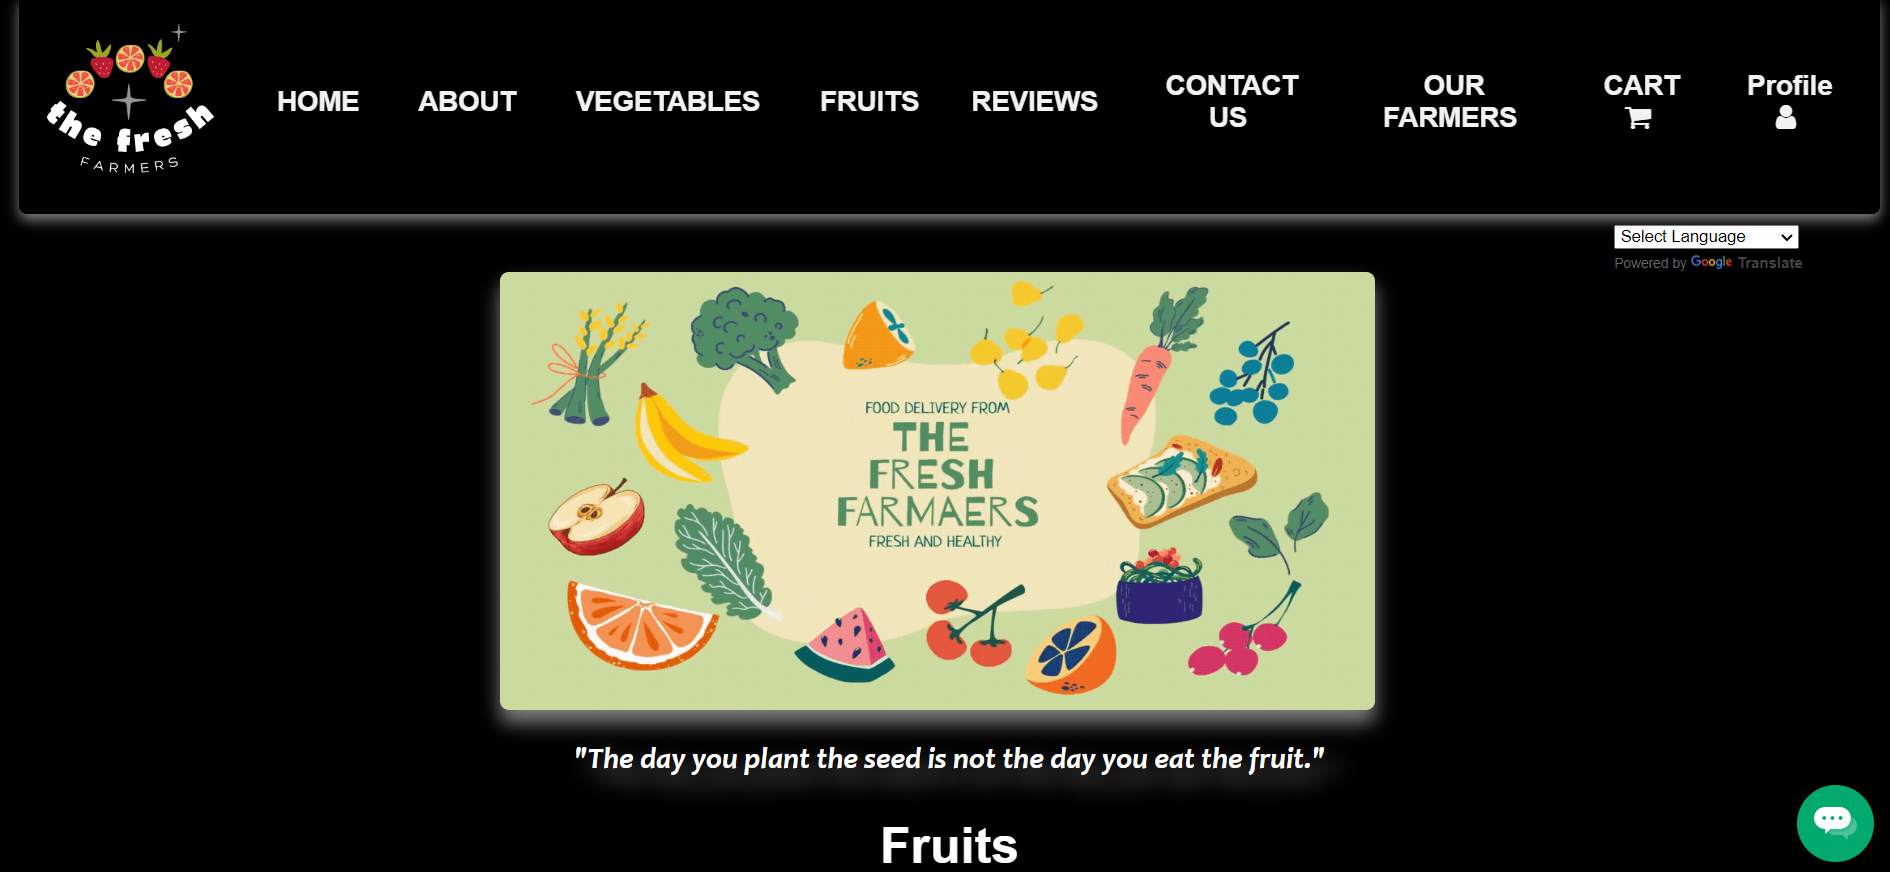 the fresh
FARMERS
HOME
ABOUT
VEGETABLES
FRUITS
REVIEWS
CONTACT
US
OUR
FARMERS
CART
Profile
Select Language
Powered by Google Translate
FOOD DELIVERY FROM
THE
FRESH
FARMAERS
FRESH AND HEALTHY
"The day you plant the seed is not the day you eat the fruit."
Fruits